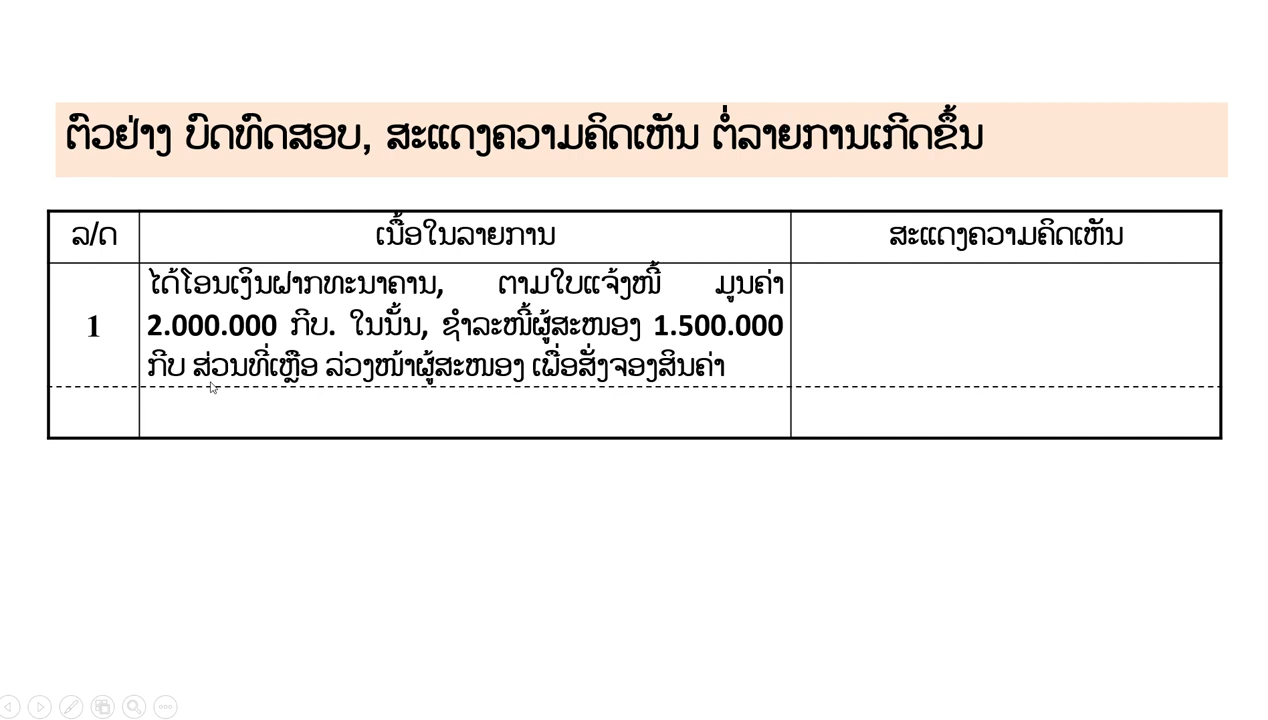 ຕົວຢ່າງ ບົດທົດສອບ, ສະແດງຄວາມຄິດເຫັນ ຕໍ່ລາຍການເກີດຂຶ້ນ
ລ/ດ ເນື້ອໃນລາຍການ ສະແດງຄວາມຄິດເຫັນ
ໄດ້ໂອນເງິນຝາກທະນາຄານ, ຕາມໃບແຈ້ງໜີ້ ມູນຄ່າ
1 2.000.000 ກີບ. ໃນນັ້ນ, ຊໍາລະໜີ້ຜູ້ສະໜອງ 1.500.000
ກີບ ສ່ວນທີ່ເຫຼືອ ລ່ວງໜ້າຜູ້ສະໜອງ ເພື່ອສັ່ງຈອງສິນຄ່າ